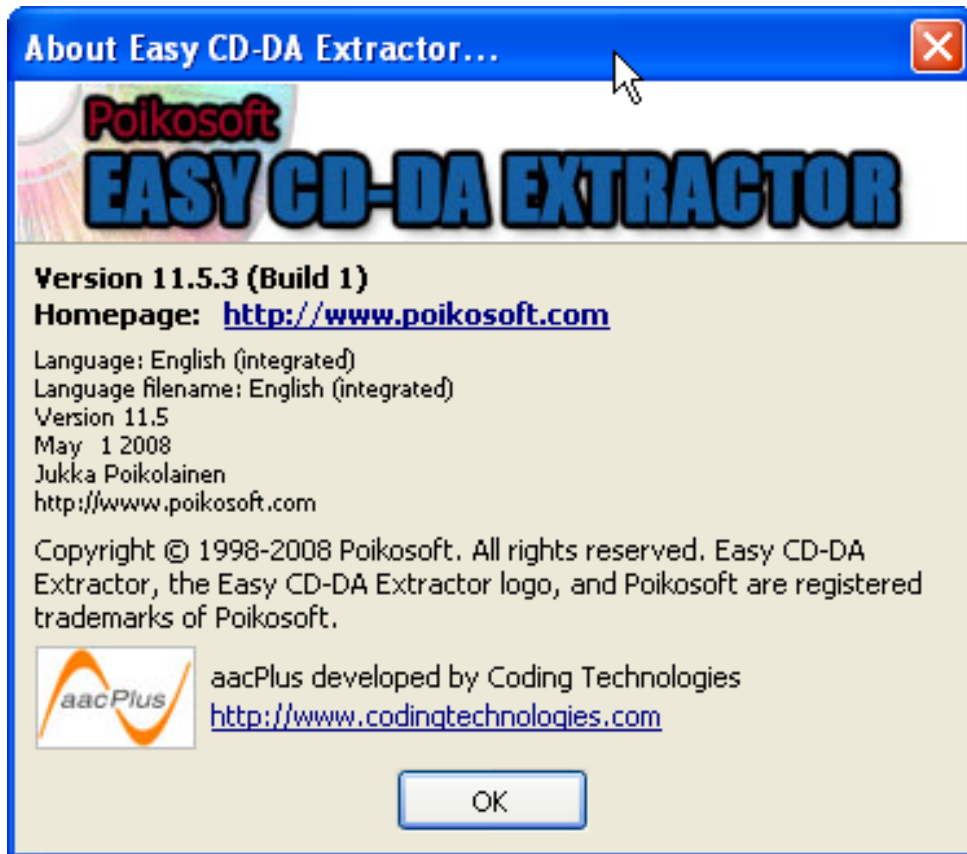 About Easy CD-DA Extractor...
Poikosoft
EASY CD-DA EXTRACTOR
Version 11.5.3 (Build 1)
Homepage: http://www.poikosoft.com
Language: English (integrated)
Language filename: English (integrated)
Version 11.5
May 1 2008
Jukka Poikolainen
http://www.poikosoft.com
Copyright © 1998-2008 Poikosoft. All rights reserved. Easy CD-DA
Extractor, the Easy CD-DA Extractor logo, and Poikosoft are registered
trademarks of Poikosoft.
aacPlus
aacPlus developed by Coding Technologies
http://www.codingtechnologies.com
OK